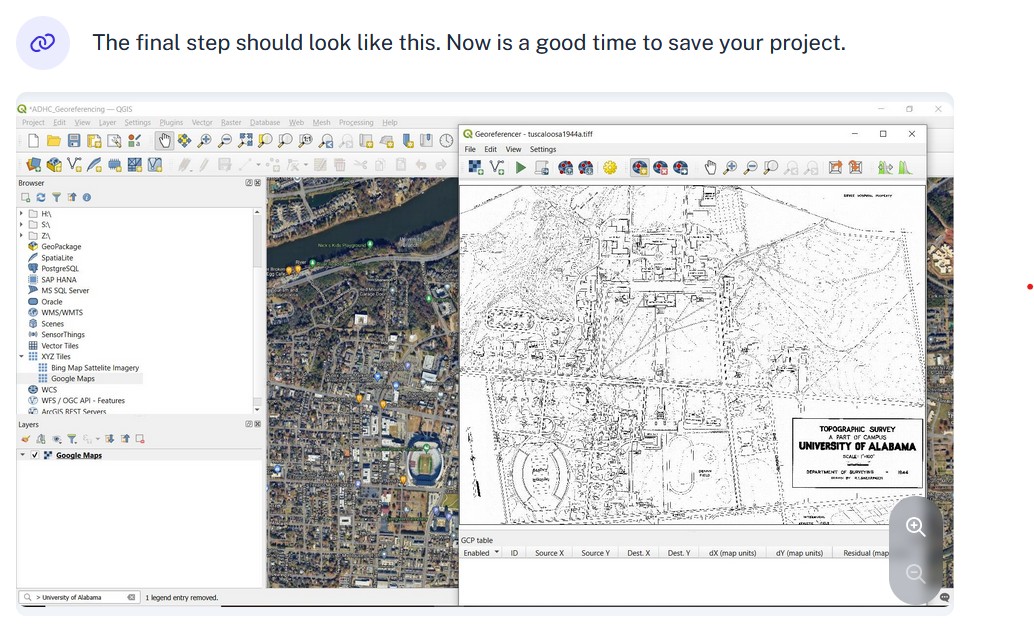 The final step should look like this. Now is a good time to save your project.
*ADHC_Georeferencing — QGIS
Project Edit View Layer Settings Plugins Vector Raster Database Web Mesh Processing Help
Georeferencer - tuscaloosa1944a.tiff
File Edit View Settings
Browser
H:\
S:\
Z:\
GeoPackage
SpatiaLite
PostgreSQL
SAP HANA
MS SQL Server
Oracle
WMS/WMTS
Scenes
SensorThings
Vector Tiles
XYZ Tiles
Bing Map Sattelite Imagery
Google Maps
WCS
WFS / OGC API - Features
ArcGIS REST Servers
Layers
Google Maps
> University of Alabama
1 legend entry removed.
TOPOGRAPHIC SURVEY
A PART OF CAMPUS
UNIVERSITY OF ALABAMA
SCALE: 1"=100'
DEPARTMENT OF SURVEYING - 1944
GCP table
Enabled ID Source X Source Y Dest. X Dest. Y dX (map units) dY (map units) Residual (map